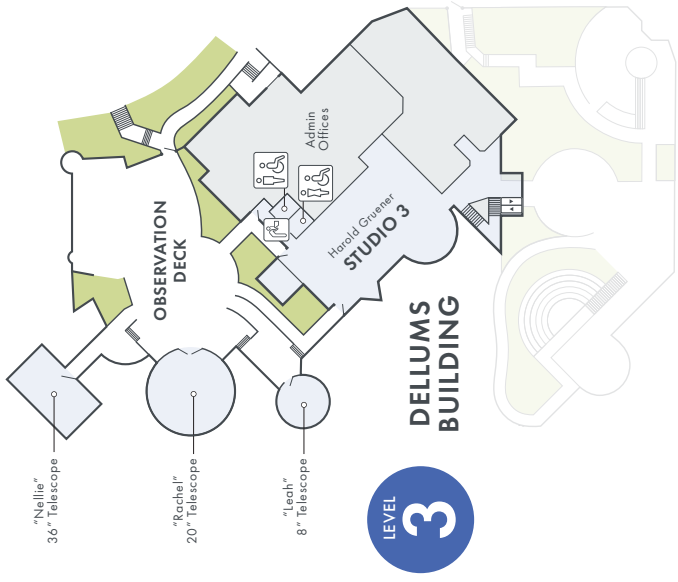 Admin
Offices
OBSERVATION
DECK
Harold Gruener
STUDIO 3
"Nellie"
36" Telescope
"Rachel"
20" Telescope
"Leah"
8" Telescope
DELLUMS
BUILDING
LEVEL
3